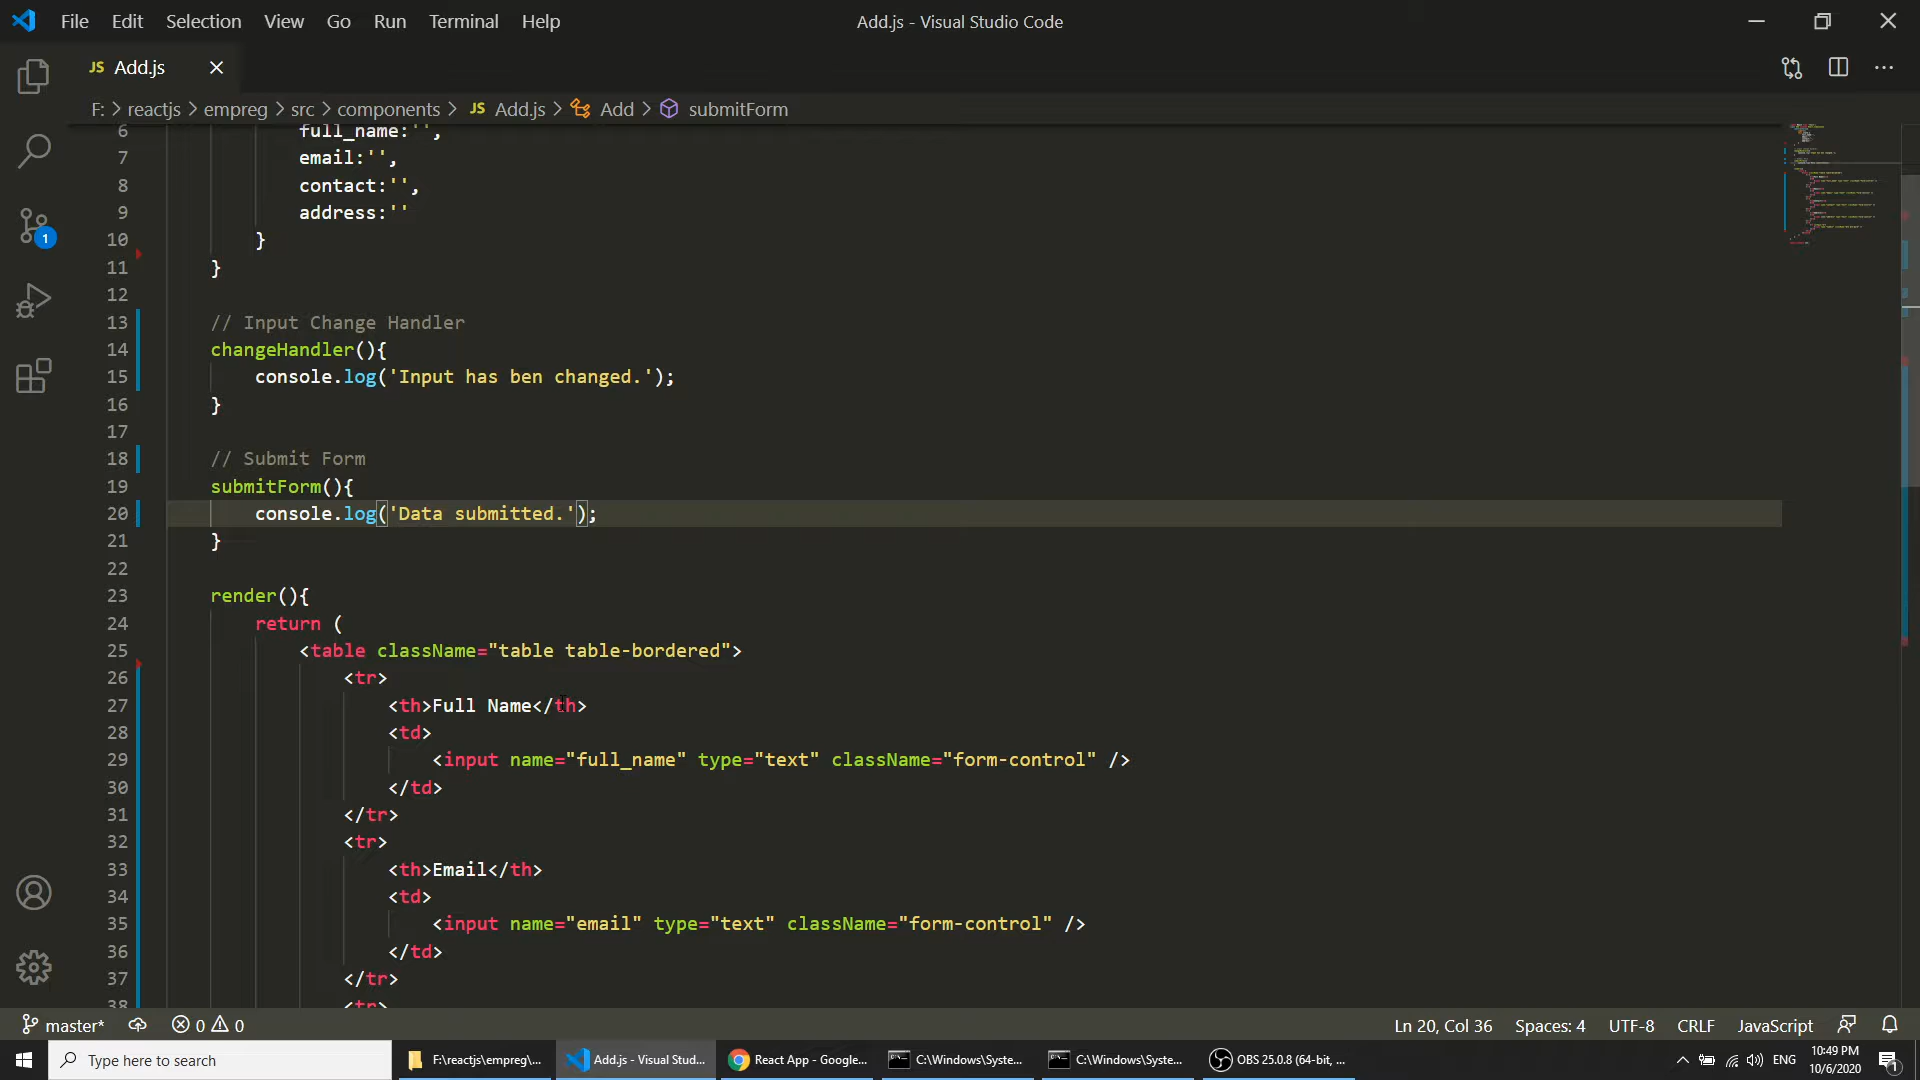 File Edit Selection View Go Run Terminal Help Add.js - Visual Studio Code
JS Add.js
F: > reactjs > empreg > src > components > JS Add.js > Add > submitForm
6 full_name:'',
7 email:'',
8 contact:'',
9 address:''
10 }
11 }
12
13 // Input Change Handler
14 changeHandler(){
15 console.log('Input has ben changed.');
16 }
17
18 // Submit Form
19 submitForm(){
20 console.log('Data submitted.');
21 }
22
23 render(){
24 return (
25 <table className="table table-bordered">
26 <tr>
27 <th>Full Name</th>
28 <td>
29 <input name="full_name" type="text" className="form-control" />
30 </td>
31 </tr>
32 <tr>
33 <th>Email</th>
34 <td>
35 <input name="email" type="text" className="form-control" />
36 </td>
37 </tr>
38 <tr>
1
master* 0 0 Ln 20, Col 36 Spaces: 4 UTF-8 CRLF JavaScript
Type here to search F:\reactjs\empreg\... Add.js - Visual Stud... React App - Google... C:\Windows\Syste... C:\Windows\Syste... OBS 25.0.8 (64-bit, ... ENG 10:49 PM
10/6/2020 1